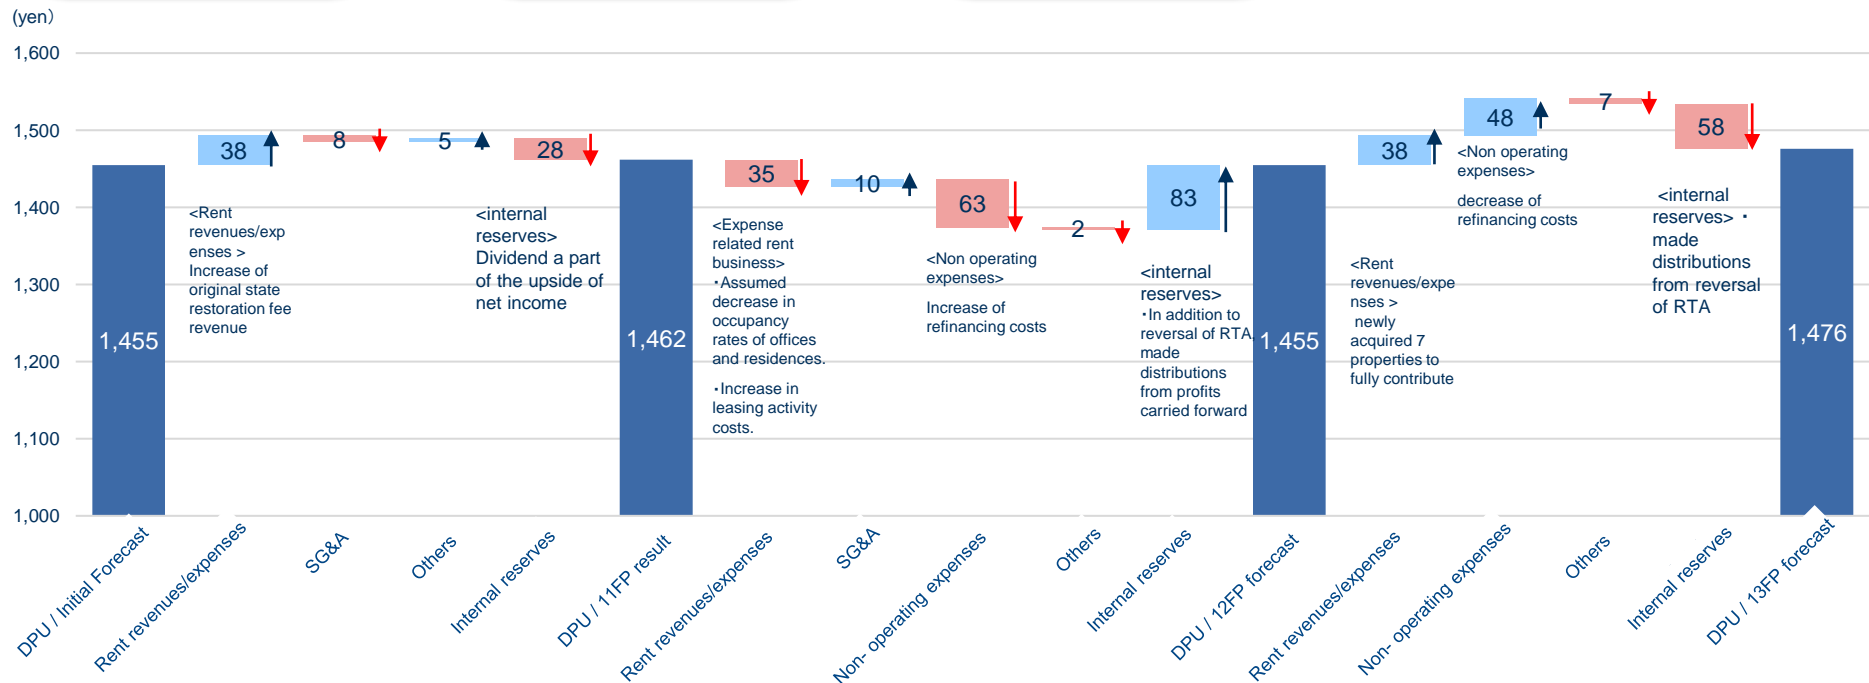 (yen)
1,600
1,500
1,400
1,300
1,200
1,100
1,000
1,455
38
<Rent
revenues/exp
enses >
Increase of
original state
restoration fee
revenue
8
5
28
<internal
reserves>
Dividend a part
of the upside of
net income
1,462
35
<Expense
related rent
business>
・Assumed
decrease in
occupancy
rates of offices
and residences.
・Increase in
leasing activity
costs.
10
63
<Non operating
expenses>
Increase of
refinancing costs
2
83
<internal
reserves>
・In addition to
reversal of RTA,
made
distributions
from profits
carried forward
1,455
38
<Rent
revenues/expe
nses >
newly
acquired 7
properties to
fully contribute
48
<Non operating
expenses>
decrease of
refinancing costs
7
58
<internal
reserves> ・
made
distributions
from reversal
of RTA
1,476
DPU / Initial Forecast
Rent revenues/expenses
SG&A
Others
Internal reserves
DPU / 11FP result
Rent revenues/expenses
SG&A
Non- operating expenses
Others
Internal reserves
DPU / 12FP forecast
Rent revenues/expenses
Non- operating expenses
Others
Internal reserves
DPU / 13FP forecast